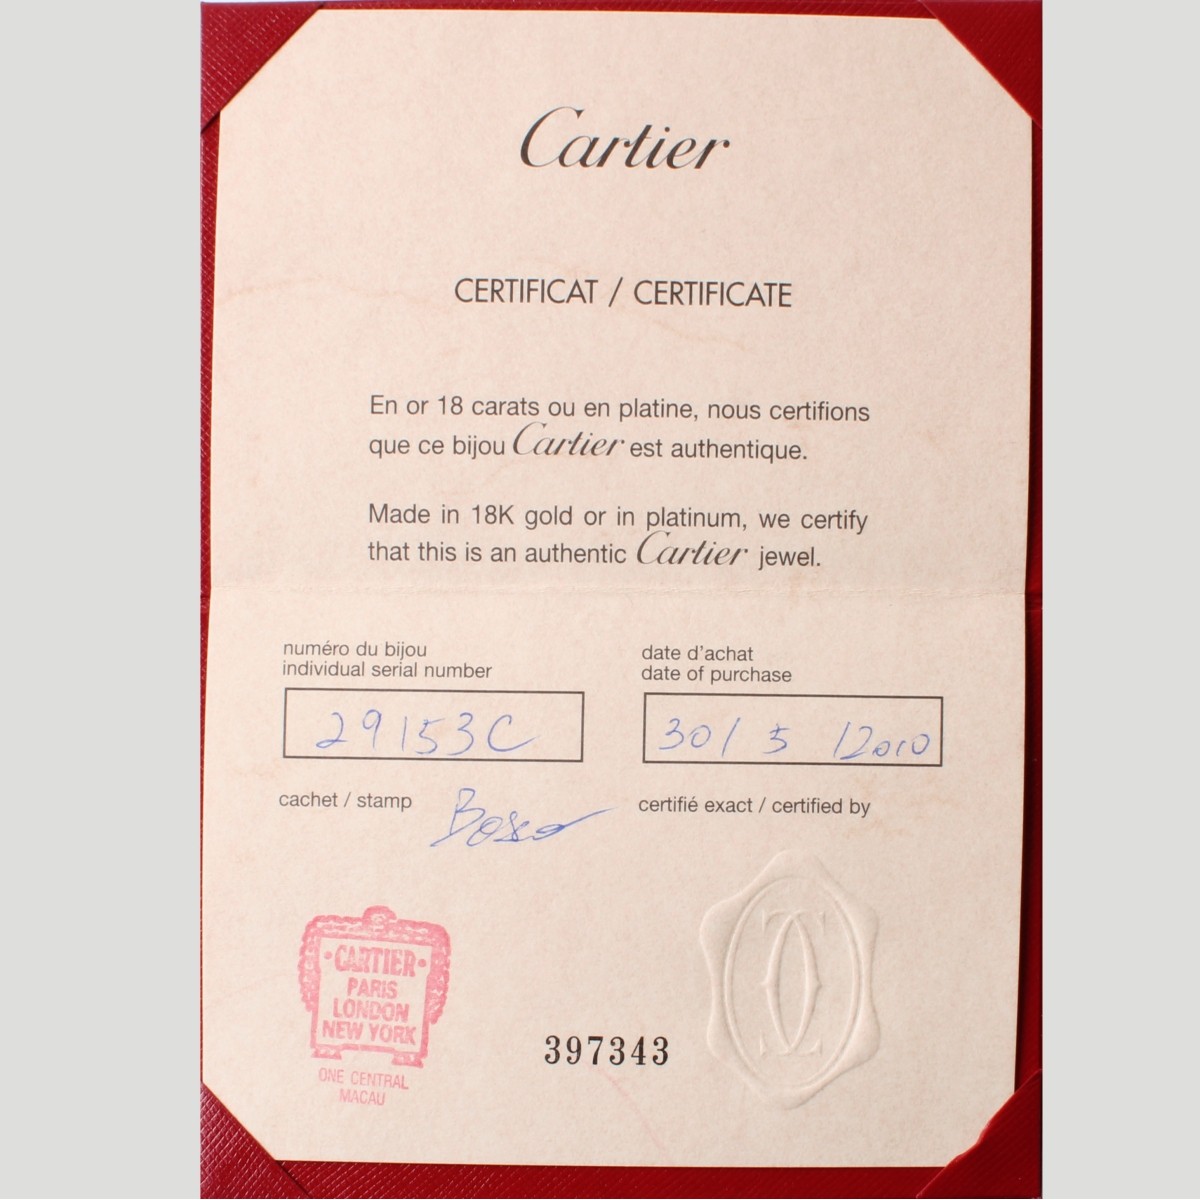 Cartier
CERTIFICAT / CERTIFICATE
En or 18 carats ou en platine, nous certifions
que ce bijou Cartier est authentique.
Made in 18K gold or in platinum, we certify
that this is an authentic Cartier jewel.
numéro du bijou
individual serial number
29153C
date d'achat
date of purchase
30/ 5 /2010
cachet / stamp
certifié exact / certified by
·CARTIER·
PARIS
LONDON
NEW YORK
ONE CENTRAL
MACAU
397343